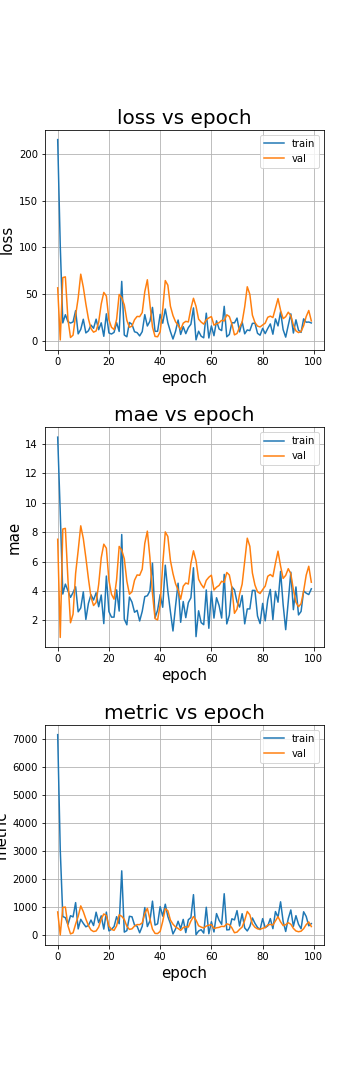 loss vs epoch
train
val
200
150
100
50
0
loss
0 20 40 60 80 100
epoch
mae vs epoch
train
val
14
12
10
8
6
4
2
mae
0 20 40 60 80 100
epoch
metric vs epoch
train
val
7000
6000
5000
4000
3000
2000
1000
0
metric
0 20 40 60 80 100
epoch